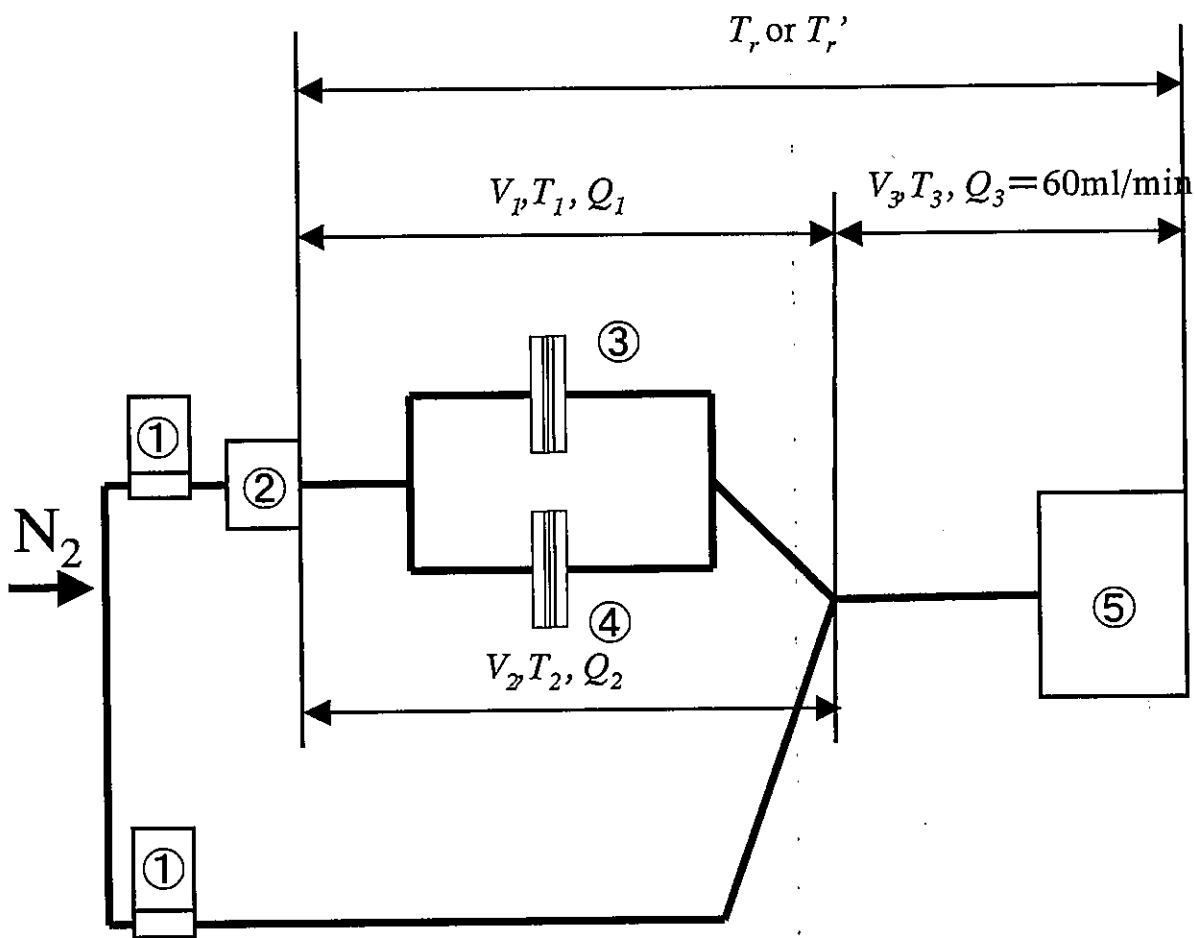 T_r or T_r’
V_1, T_1, Q_1
V_3, T_3, Q_3=60ml/min
③
①
②
N_2
⑤
④
V_2, T_2, Q_2
①